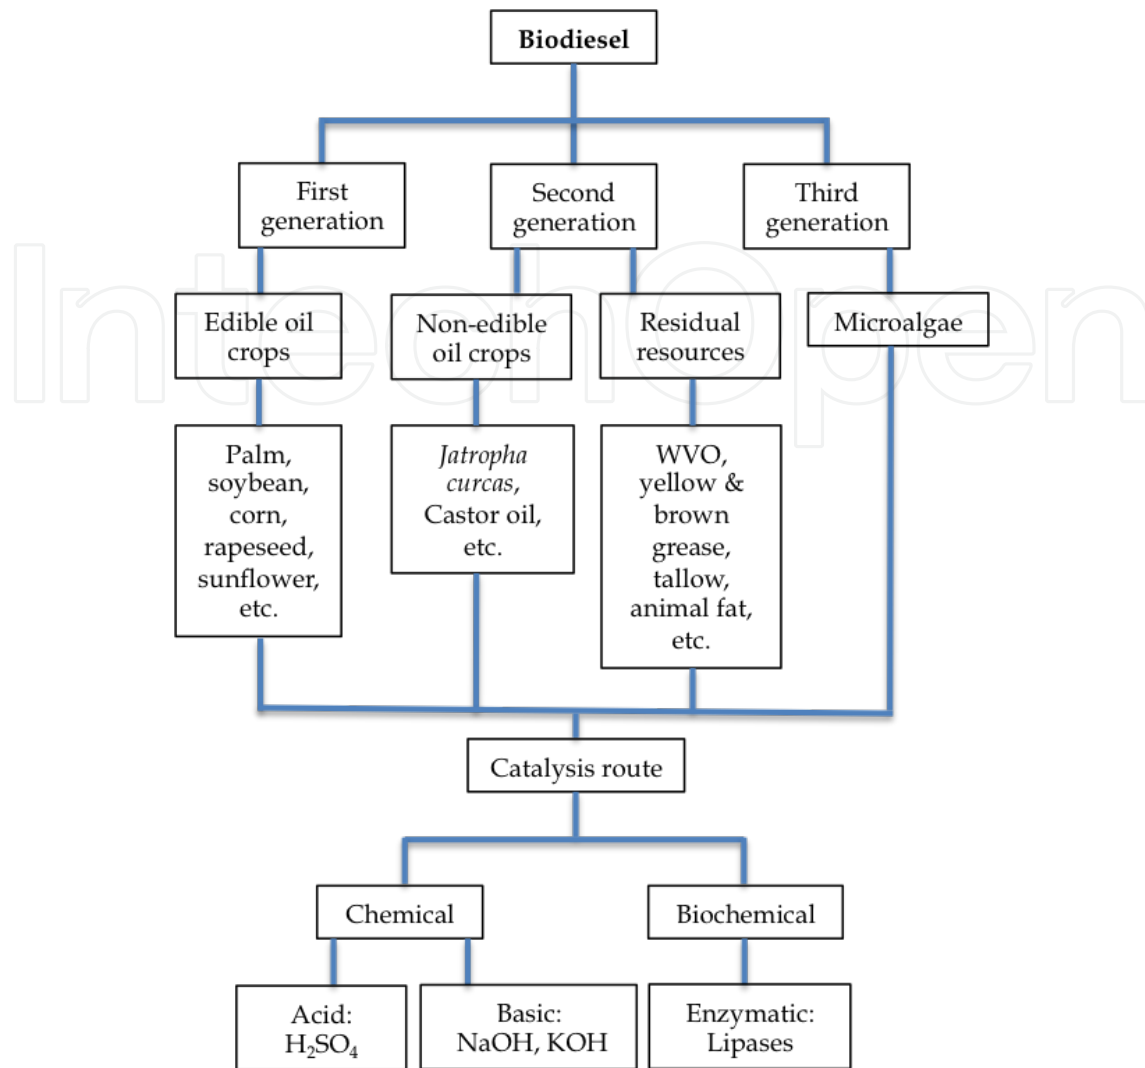 Biodiesel
First
generation
Second
generation
Third
generation
Edible oil
crops
Non-edible
oil crops
Residual
resources
Microalgae
Palm,
soybean,
corn,
rapeseed,
sunflower,
etc.
Jatropha
curcas,
Castor oil,
etc.
WVO,
yellow &
brown
grease,
tallow,
animal fat,
etc.
IntechOpen
Catalysis route
Chemical
Biochemical
Acid:
H₂SO₄
Basic:
NaOH, KOH
Enzymatic:
Lipases